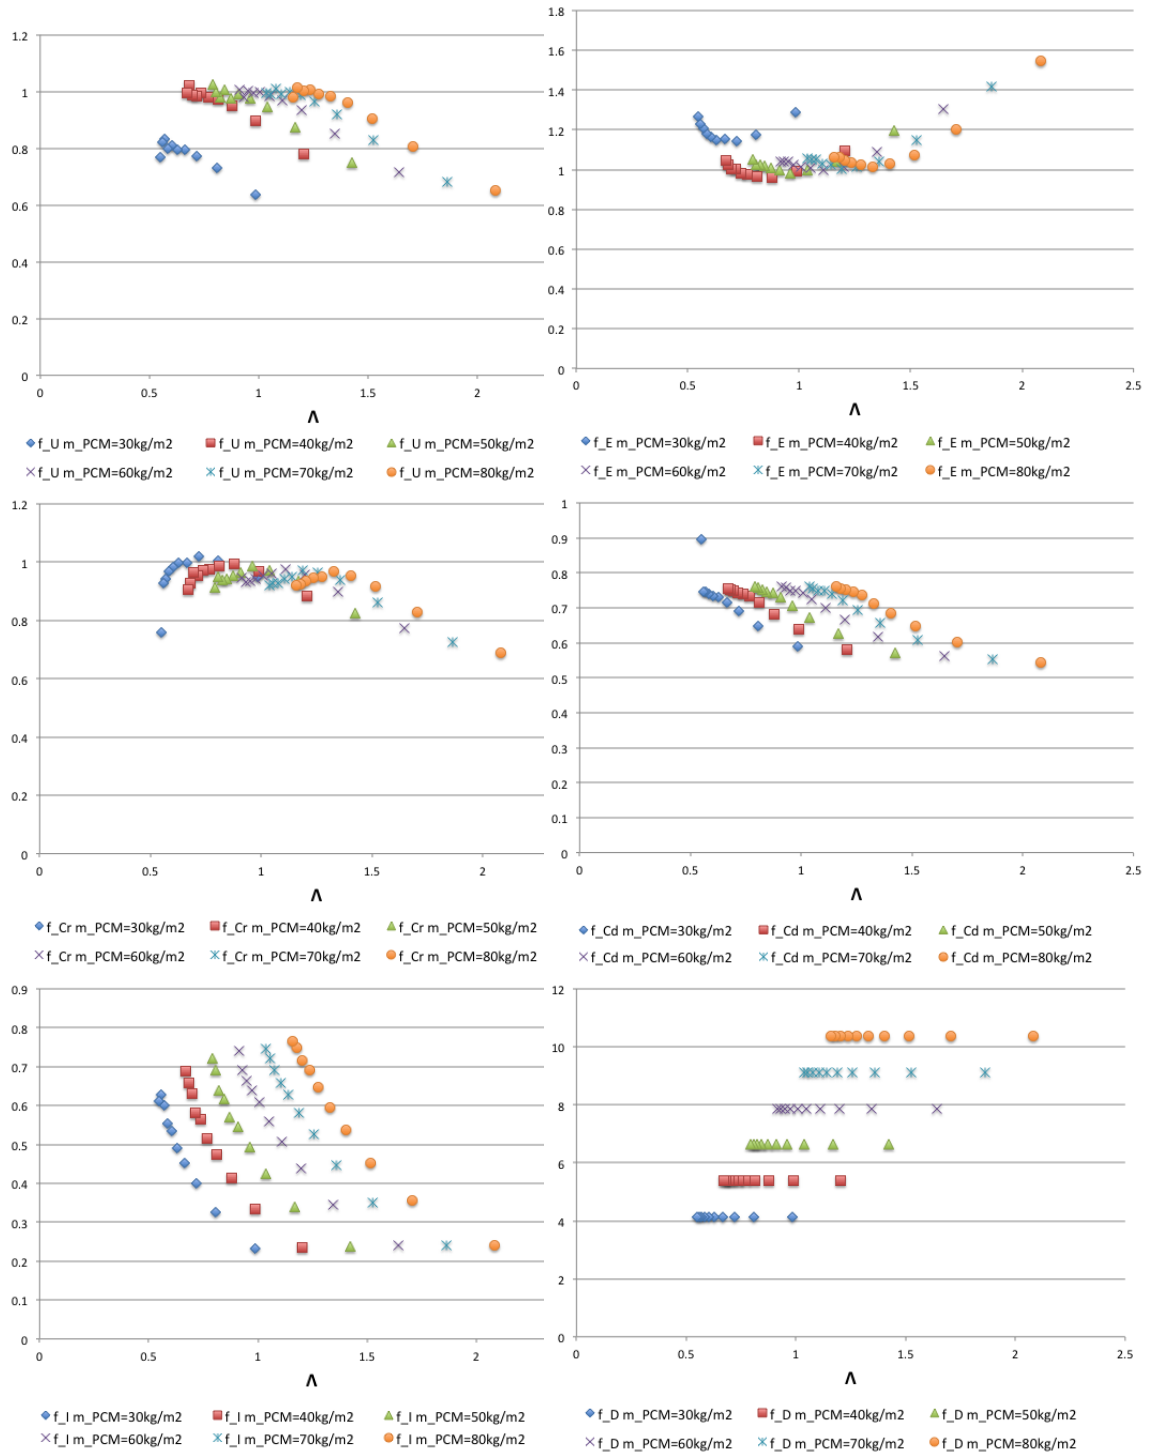 1.2
1
0.8
0.6
0.4
0.2
0
0 0.5 1 1.5 2
Λ
f_U m_PCM=30kg/m2 f_U m_PCM=40kg/m2 f_U m_PCM=50kg/m2
f_U m_PCM=60kg/m2 f_U m_PCM=70kg/m2 f_U m_PCM=80kg/m2
1.8
1.6
1.4
1.2
1
0.8
0.6
0.4
0.2
0
0 0.5 1 1.5 2 2.5
Λ
f_E m_PCM=30kg/m2 f_E m_PCM=40kg/m2 f_E m_PCM=50kg/m2
f_E m_PCM=60kg/m2 f_E m_PCM=70kg/m2 f_E m_PCM=80kg/m2
1.2
1
0.8
0.6
0.4
0.2
0
0 0.5 1 1.5 2
Λ
f_Cr m_PCM=30kg/m2 f_Cr m_PCM=40kg/m2 f_Cr m_PCM=50kg/m2
f_Cr m_PCM=60kg/m2 f_Cr m_PCM=70kg/m2 f_Cr m_PCM=80kg/m2
1
0.9
0.8
0.7
0.6
0.5
0.4
0.3
0.2
0.1
0
0 0.5 1 1.5 2 2.5
Λ
f_Cd m_PCM=30kg/m2 f_Cd m_PCM=40kg/m2 f_Cd m_PCM=50kg/m2
f_Cd m_PCM=60kg/m2 f_Cd m_PCM=70kg/m2 f_Cd m_PCM=80kg/m2
0.9
0.8
0.7
0.6
0.5
0.4
0.3
0.2
0.1
0
0 0.5 1 1.5 2
Λ
f_I m_PCM=30kg/m2 f_I m_PCM=40kg/m2 f_I m_PCM=50kg/m2
f_I m_PCM=60kg/m2 f_I m_PCM=70kg/m2 f_I m_PCM=80kg/m2
12
10
8
6
4
2
0
0 0.5 1 1.5 2 2.5
Λ
f_D m_PCM=30kg/m2 f_D m_PCM=40kg/m2 f_D m_PCM=50kg/m2
f_D m_PCM=60kg/m2 f_D m_PCM=70kg/m2 f_D m_PCM=80kg/m2